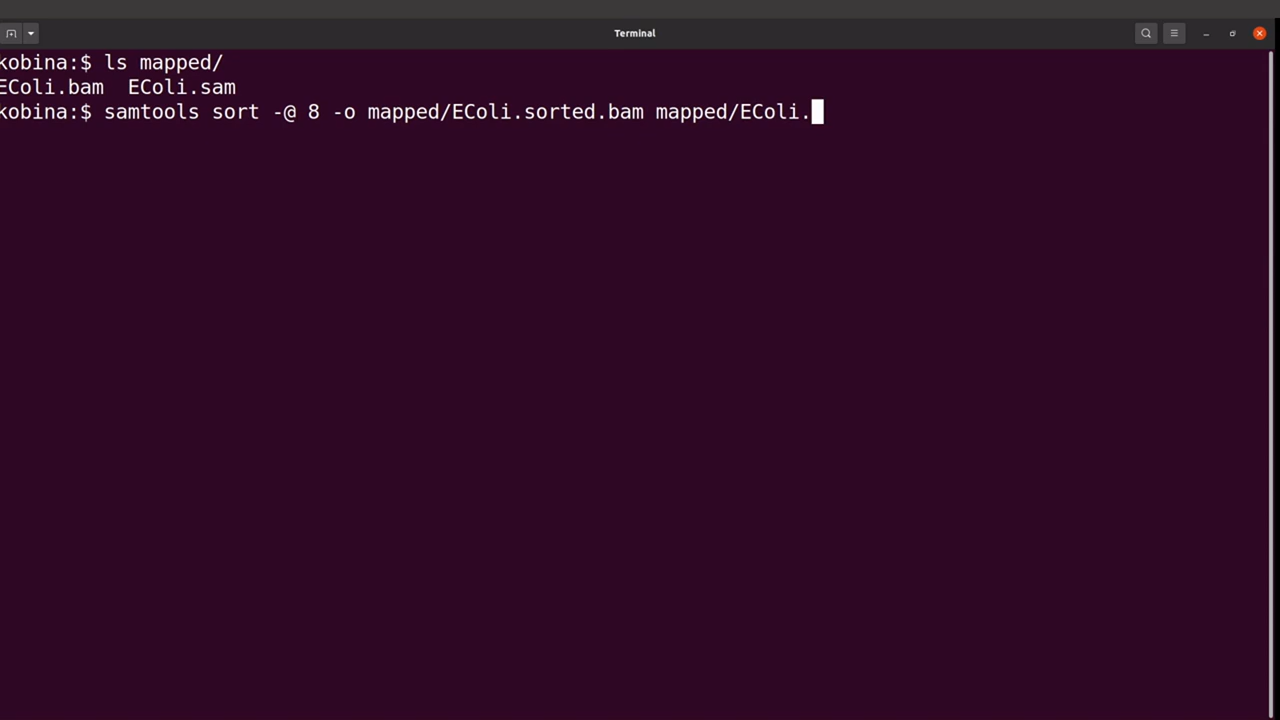 Terminal
kobina:$ ls mapped/
EColi.bam  EColi.sam
kobina:$ samtools sort -@ 8 -o mapped/EColi.sorted.bam mapped/EColi.